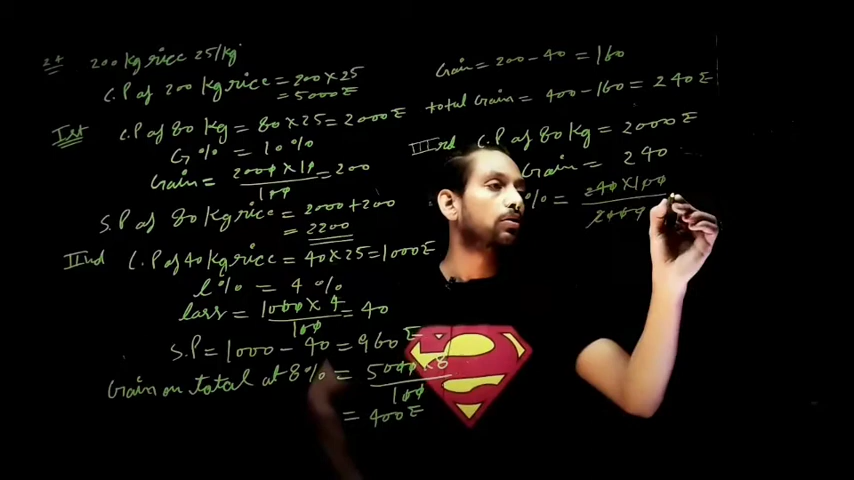 24 200 kg rice 25/kg
C.P of 200 kg rice = 200 × 25
= 5000 E
Ist C.P of 80 kg = 80 × 25 = 2000 E
G % = 10 %
Gain = 2000 × 10 / 100 = 200
S.P of 80 kg rice = 2000 + 200
= 2200
IInd C.P of 40 kg rice = 40 × 25 = 1000 E
l % = 4 %
lass = 1000 × 4 / 100 = 40
S.P = 1000 - 40 = 960 E
Gain on total at 8 % = 5000 × 8 / 100
= 400 E
Gain = 200 - 40 = 160
total Gain = 400 - 160 = 240 E
IIIrd C.P of 80 kg = 2000 E
Gain = 240
% = 240 × 100 / 2000